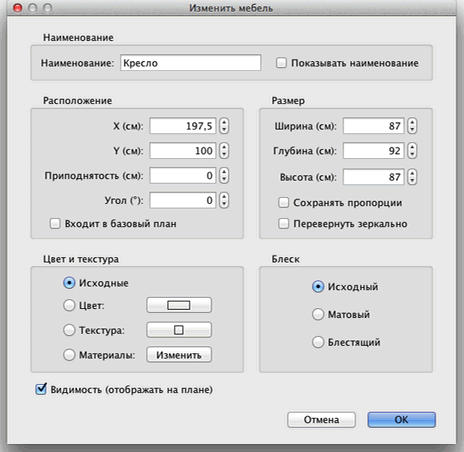 Изменить мебель
Наименование
Наименование: Кресло Показывать наименование
Расположение
X (см): 197,5
Y (см): 100
Приподнятость (см): 0
Угол (°): 0
Входит в базовый план
Размер
Ширина (см): 87
Глубина (см): 92
Высота (см): 87
Сохранять пропорции
Перевернуть зеркально
Цвет и текстура
Исходные
Цвет:
Текстура:
Материалы: Изменить
Блеск
Исходный
Матовый
Блестящий
Видимость (отображать на плане)
Отмена OK